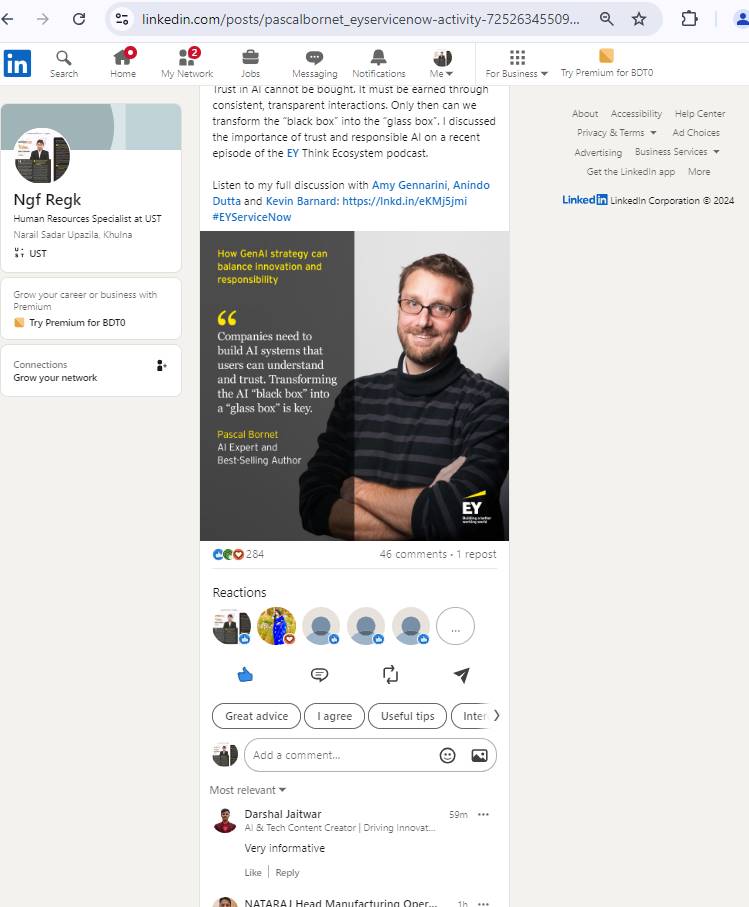 linkedin.com/posts/pascalbornet_eyservicenow-activity-72526345509...
in
Search
Home
2
My Network
Jobs
Messaging
Notifications
Me
For Business
Try Premium for BDT0
Ngf Regk
Human Resources Specialist at UST
Narail Sadar Upazila, Khulna
UST
Grow your career or business with
Premium
Try Premium for BDT0
Connections
Grow your network
Trust in AI cannot be bought. It must be earned through
consistent, transparent interactions. Only then can we
transform the “black box” into the “glass box”. I discussed
the importance of trust and responsible AI on a recent
episode of the EY Think Ecosystem podcast.
Listen to my full discussion with Amy Gennarini, Anindo
Dutta and Kevin Barnard: https://lnkd.in/eKMj5jmi
#EYServiceNow
How GenAI strategy can
balance innovation and
responsibility
“
Companies need to
build AI systems that
users can understand
and trust. Transforming
the AI “black box” into
a “glass box” is key.
Pascal Bornet
AI Expert and
Best-Selling Author
EY
Building a better
working world
284
46 comments • 1 repost
Reactions
...
Great advice
I agree
Useful tips
Inter
Add a comment...
Most relevant
Darshal Jaitwar
59m
AI & Tech Content Creator | Driving Innovat...
Very informative
Like
Reply
NATARAJ Head Manufacturing Oper...
1h
About Accessibility Help Center
Privacy & Terms Ad Choices
Advertising Business Services
Get the LinkedIn app More
LinkedIn LinkedIn Corporation © 2024